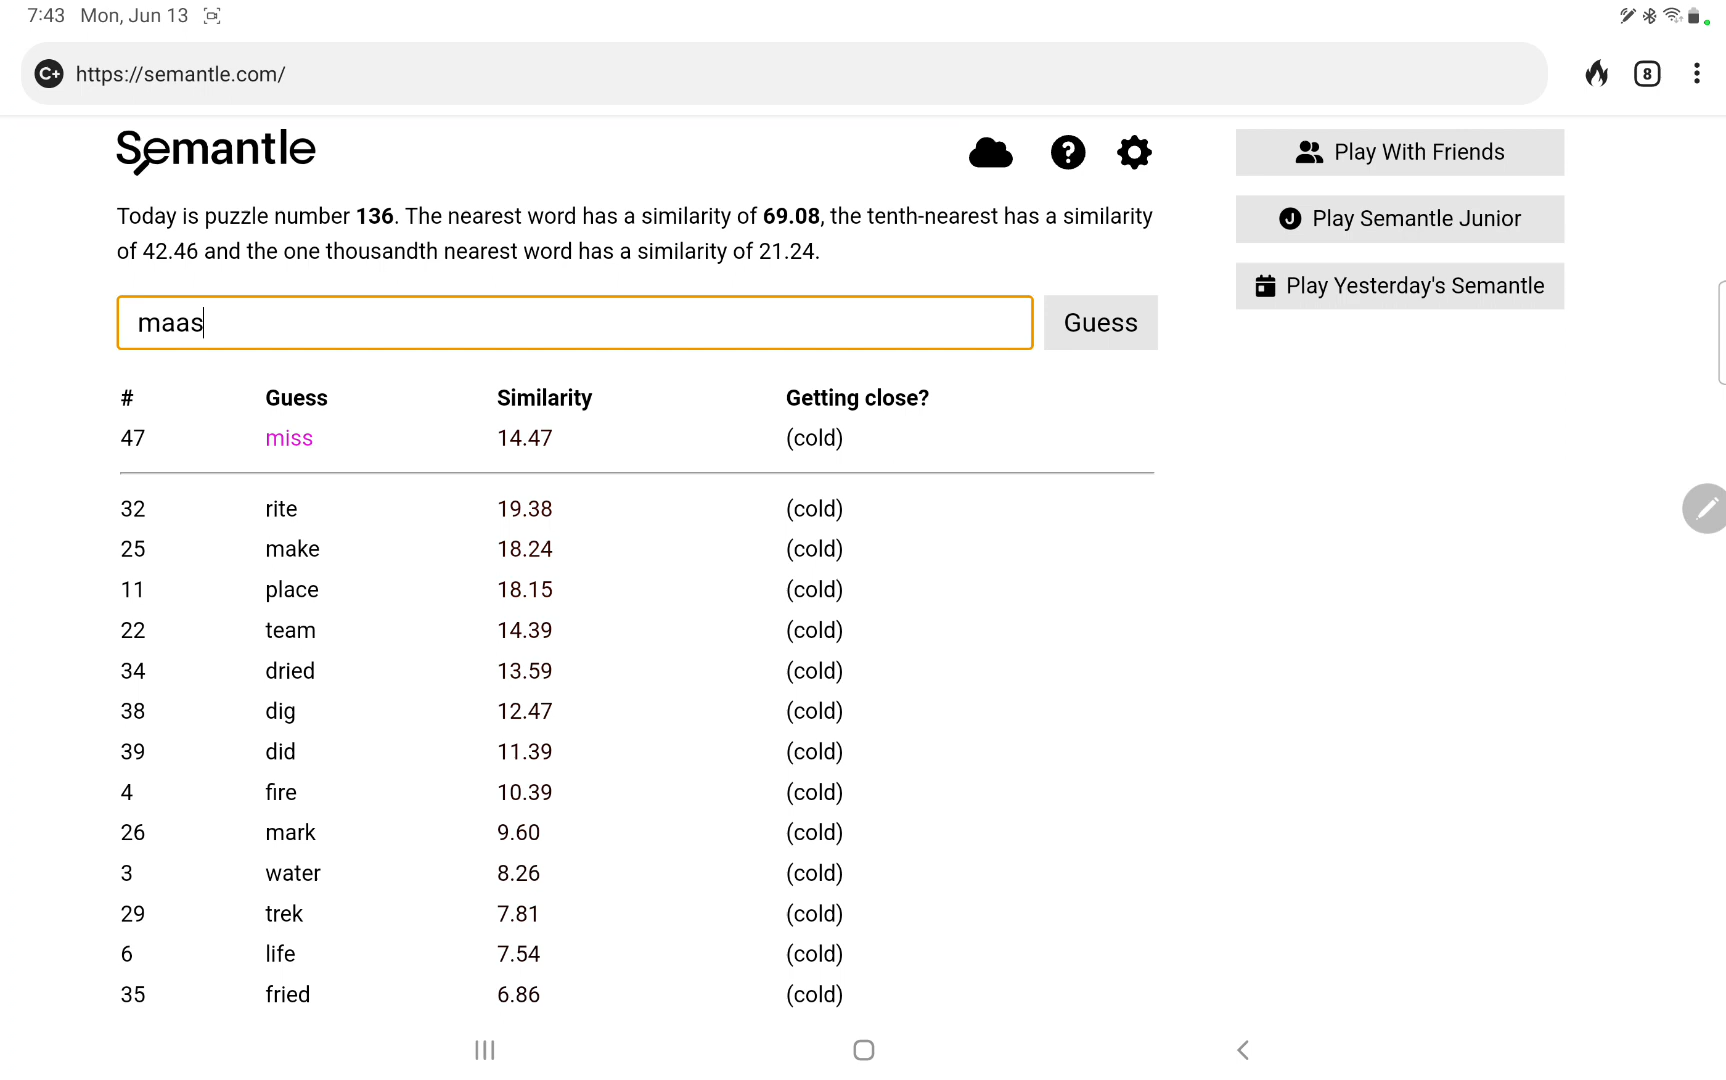 7:43 Mon, Jun 13
C+ https://semantle.com/ 8
Semantle
Play With Friends
Today is puzzle number 136. The nearest word has a similarity of 69.08, the tenth-nearest has a similarity
of 42.46 and the one thousandth nearest word has a similarity of 21.24.
J Play Semantle Junior
Play Yesterday's Semantle
maas Guess
# Guess Similarity Getting close?
47 miss 14.47 (cold)
32 rite 19.38 (cold)
25 make 18.24 (cold)
11 place 18.15 (cold)
22 team 14.39 (cold)
34 dried 13.59 (cold)
38 dig 12.47 (cold)
39 did 11.39 (cold)
4 fire 10.39 (cold)
26 mark 9.60 (cold)
3 water 8.26 (cold)
29 trek 7.81 (cold)
6 life 7.54 (cold)
35 fried 6.86 (cold)